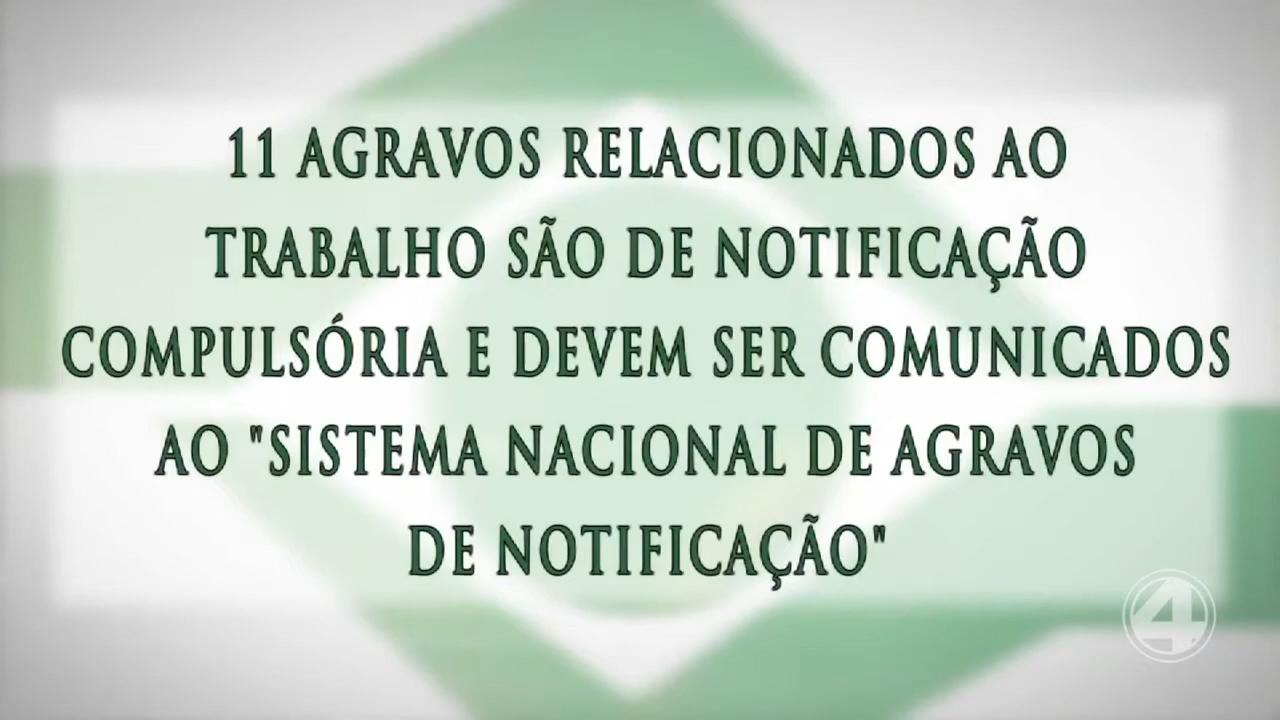 11 AGRAVOS RELACIONADOS AO
TRABALHO SÃO DE NOTIFICAÇÃO
COMPULSÓRIA E DEVEM SER COMUNICADOS
AO "SISTEMA NACIONAL DE AGRAVOS
DE NOTIFICAÇÃO"
4